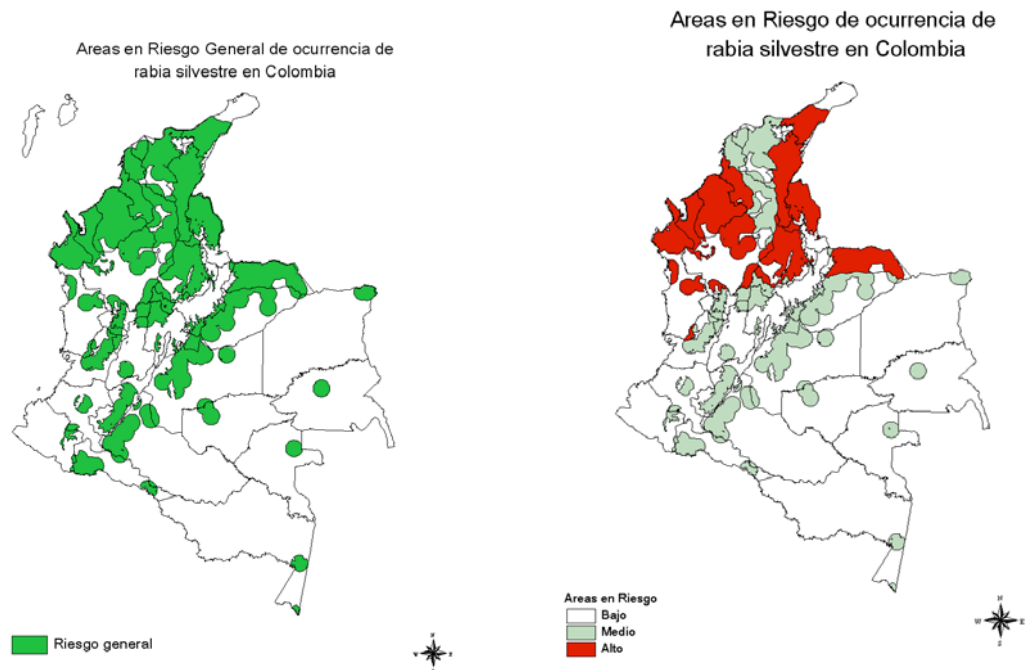 Areas en Riesgo General de ocurrencia de
rabia silvestre en Colombia
Riesgo general
N
Areas en Riesgo de ocurrencia de
rabia silvestre en Colombia
Areas en Riesgo
Bajo
Medio
Alto
N
W E
S